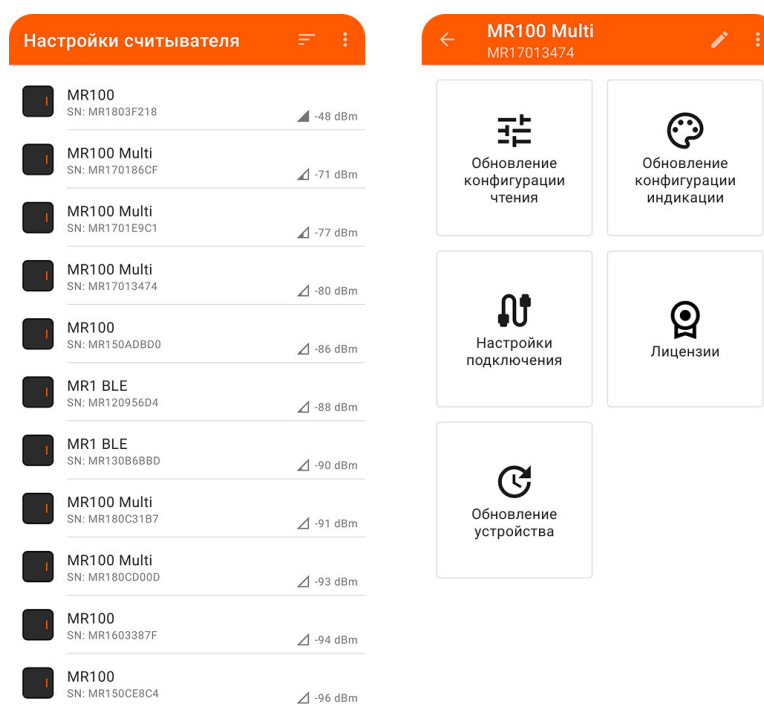 Настройки считывателя
MR100
SN: MR1803F218
-48 dBm
MR100 Multi
SN: MR170186CF
-71 dBm
MR100 Multi
SN: MR1701E9C1
-77 dBm
MR100 Multi
SN: MR17013474
-80 dBm
MR100
SN: MR150ADBD0
-86 dBm
MR1 BLE
SN: MR120956D4
-88 dBm
MR1 BLE
SN: MR130B6BBD
-90 dBm
MR100 Multi
SN: MR180C31B7
-91 dBm
MR100 Multi
SN: MR180CD00D
-93 dBm
MR100
SN: MR1603387F
-94 dBm
MR100
SN: MR150CE8C4
-96 dBm
MR100 Multi
MR17013474
Обновление
конфигурации
чтения
Обновление
конфигурации
индикации
Настройки
подключения
Лицензии
Обновление
устройства